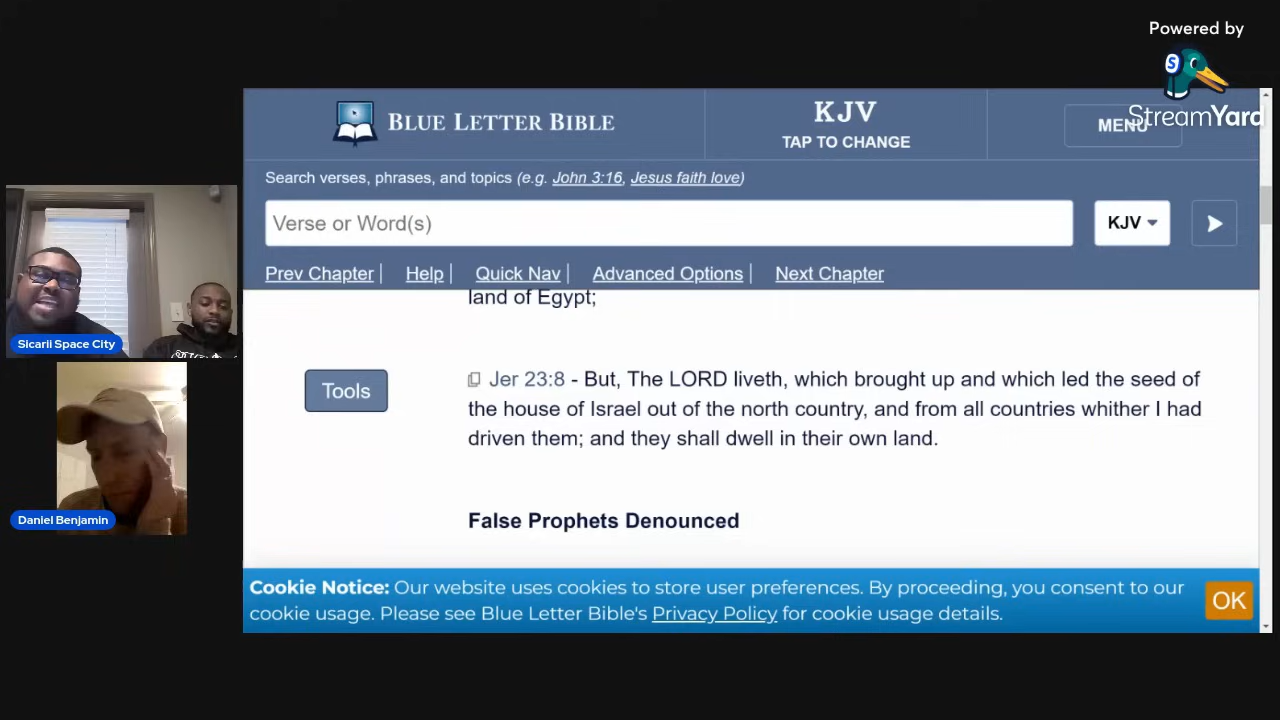 Powered by
StreamYard
BLUE LETTER BIBLE
KJV
TAP TO CHANGE
MENU
Search verses, phrases, and topics (e.g. John 3:16, Jesus faith love)
Verse or Word(s)
KJV
Prev Chapter| Help| Quick Nav| Advanced Options| Next Chapter
land of Egypt;
Tools
Jer 23:8 - But, The LORD liveth, which brought up and which led the seed of
the house of Israel out of the north country, and from all countries whither I had
driven them; and they shall dwell in their own land.
False Prophets Denounced
Cookie Notice: Our website uses cookies to store user preferences. By proceeding, you consent to our
cookie usage. Please see Blue Letter Bible's Privacy Policy for cookie usage details.
OK
Sicarii Space City
Daniel Benjamin